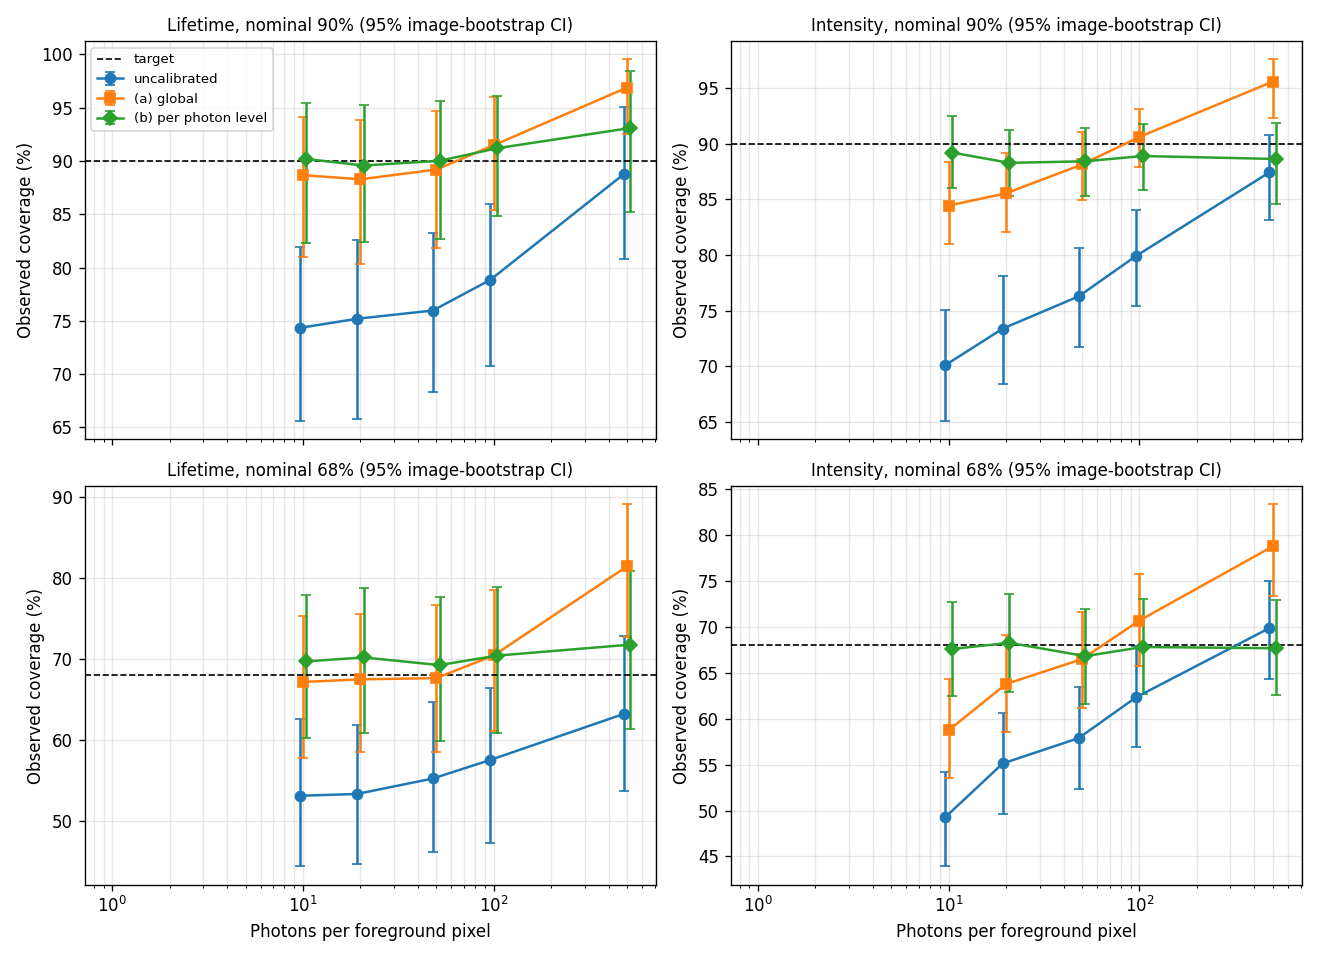 Lifetime, nominal 90% (95% image-bootstrap CI)
Observed coverage (%)
100
95
90
85
80
75
70
65
target
uncalibrated
(a) global
(b) per photon level
Intensity, nominal 90% (95% image-bootstrap CI)
Observed coverage (%)
95
90
85
80
75
70
65
Lifetime, nominal 68% (95% image-bootstrap CI)
Observed coverage (%)
90
80
70
60
50
10⁰
10¹
10²
Photons per foreground pixel
Intensity, nominal 68% (95% image-bootstrap CI)
Observed coverage (%)
85
80
75
70
65
60
55
50
45
10⁰
10¹
10²
Photons per foreground pixel